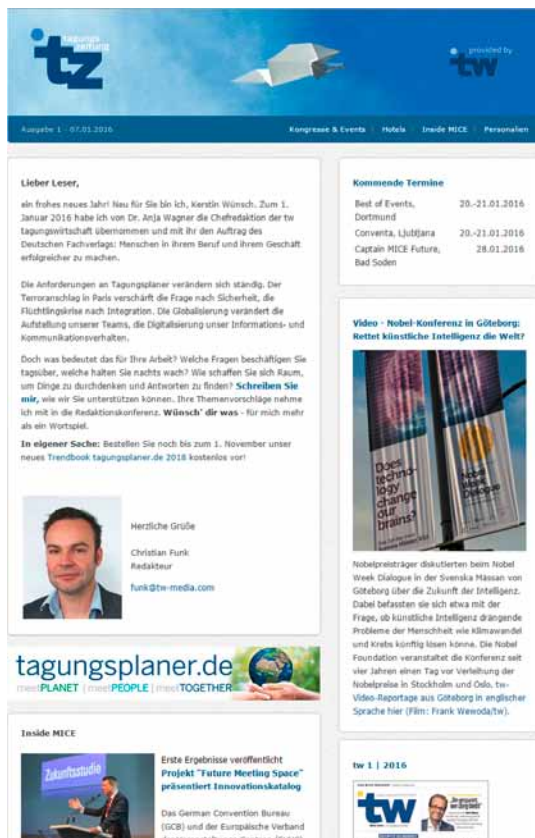 tagungs
zeitung
tz
provided by
tw
Ausgabe 1 - 07.01.2016
Kongresse & Events | Hotels | Inside MICE | Personalien
Lieber Leser,
ein frohes neues Jahr! Neu für Sie bin ich, Kerstin Wünsch. Zum 1.
Januar 2016 habe ich von Dr. Anja Wagner die Chefredaktion der tw
tagungswirtschaft übernommen und mit ihr den Auftrag des
Deutschen Fachverlags: Menschen in ihrem Beruf und ihrem Geschäft
erfolgreicher zu machen.
Die Anforderungen an Tagungsplaner verändern sich ständig. Der
Terroranschlag in Paris verschärft die Frage nach Sicherheit, die
Flüchtlingskrise nach Integration. Die Globalisierung verändert die
Aufstellung unserer Teams, die Digitalisierung unser Informations- und
Kommunikationsverhalten.
Doch was bedeutet das für Ihre Arbeit? Welche Fragen beschäftigen Sie
tagsüber, welche halten Sie nachts wach? Wie schaffen Sie sich Raum,
um Dinge zu durchdenken und Antworten zu finden? Schreiben Sie
mir, wie wir Sie unterstützen können. Ihre Themenvorschläge nehme
ich mit in die Redaktionskonferenz. Wünsch' dir was - für mich mehr
als ein Wortspiel.
In eigener Sache: Bestellen Sie noch bis zum 1. November unser
neues Trendbook tagungsplaner.de 2016 kostenlos vor!
Herzliche Grüße
Christian Funk
Redakteur
funk@tw-media.com
tagungsplaner.de
meetPLANET | meetPEOPLE | meetTOGETHER
Inside MICE
Zukunftsstudie
Erste Ergebnisse veröffentlicht
Projekt "Future Meeting Space"
präsentiert Innovationskatalog
Das German Convention Bureau
(GCB) und der Europäische Verband
Kommende Termine
Best of Events, 20.-21.01.2016
Dortmund
Conventa, Ljubljana 20.-21.01.2016
Captain MICE Future, 28.01.2016
Bad Soden
Video - Nobel-Konferenz in Göteborg:
Rettet künstliche Intelligenz die Welt?
Does
techno-
logy
change
our
brains?
Nobel
Week
Dialogue
Nobelpreisträger diskutierten beim Nobel
Week Dialogue in der Svenska Mässan von
Göteborg über die Zukunft der Intelligenz.
Dabei befassten sie sich etwa mit der
Frage, ob künstliche Intelligenz drängende
Probleme der Menschheit wie Klimawandel
und Krebs künftig lösen könne. Die Nobel
Foundation veranstaltet die Konferenz seit
vier Jahren einen Tag vor Verleihung der
Nobelpreise in Stockholm und Oslo. tw-
Video-Reportage aus Göteborg in englischer
Sprache hier (Film: Frank Wewoda/tw).
tw 1 | 2016
tw